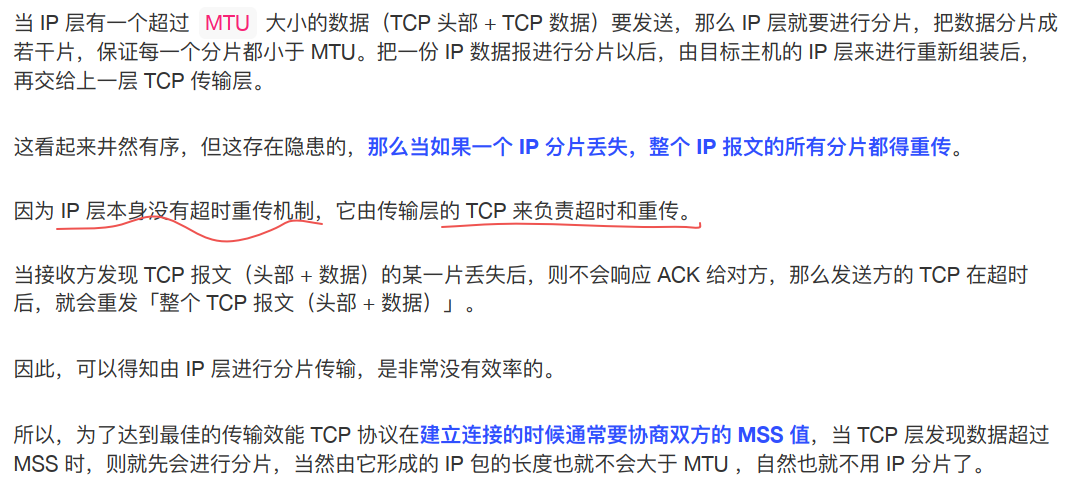 当 IP 层有一个超过 MTU 大小的数据（TCP 头部 + TCP 数据）要发送，那么 IP 层就要进行分片，把数据分片成
若干片，保证每一个分片都小于 MTU。把一份 IP 数据报进行分片以后，由目标主机的 IP 层来进行重新组装后，
再交给上一层 TCP 传输层。
这看起来井然有序，但这存在隐患的，那么当如果一个 IP 分片丢失，整个 IP 报文的所有分片都得重传。
因为 IP 层本身没有超时重传机制，它由传输层的 TCP 来负责超时和重传。
当接收方发现 TCP 报文（头部 + 数据）的某一片丢失后，则不会响应 ACK 给对方，那么发送方的 TCP 在超时
后，就会重发「整个 TCP 报文（头部 + 数据）」。
因此，可以得知由 IP 层进行分片传输，是非常没有效率的。
所以，为了达到最佳的传输效能 TCP 协议在建立连接的时候通常要协商双方的 MSS 值，当 TCP 层发现数据超过
MSS 时，则就先会进行分片，当然由它形成的 IP 包的长度也就不会大于 MTU ，自然也就不用 IP 分片了。